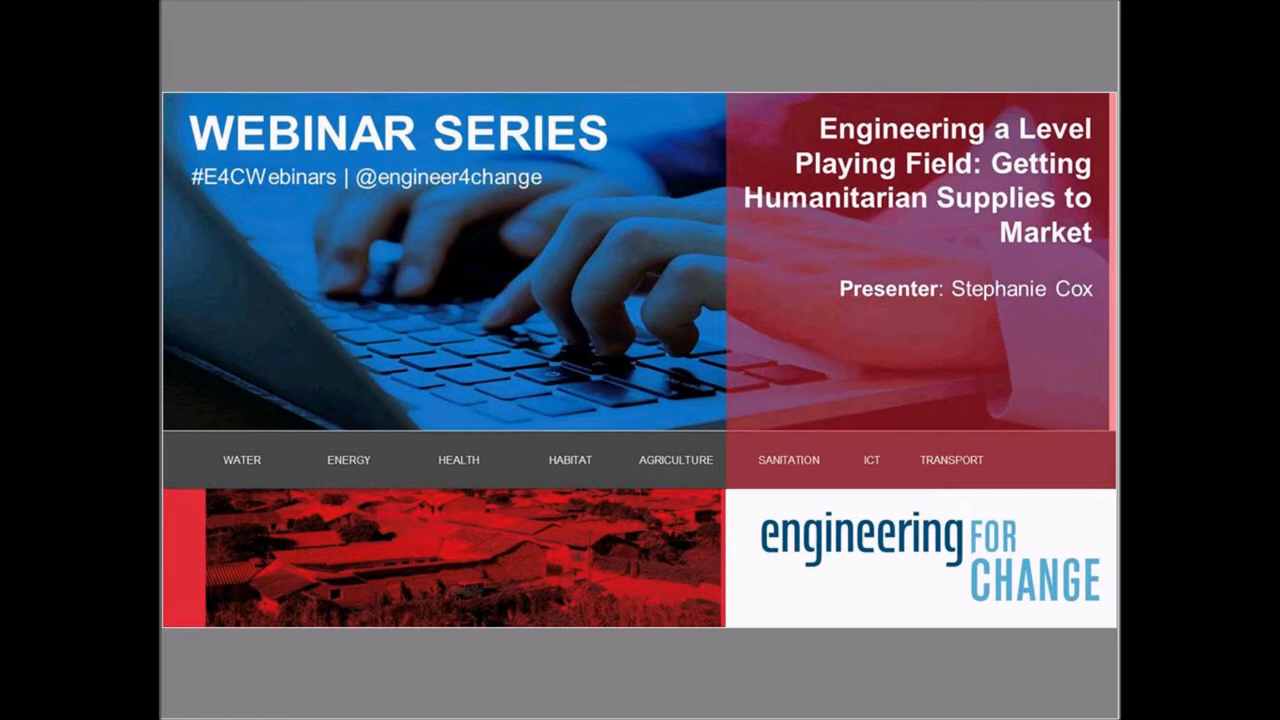 WEBINAR SERIES
#E4CWebinars | @engineer4change
Engineering a Level
Playing Field: Getting
Humanitarian Supplies to
Market
Presenter: Stephanie Cox
WATER ENERGY HEALTH HABITAT AGRICULTURE SANITATION ICT TRANSPORT
engineering FOR
CHANGE